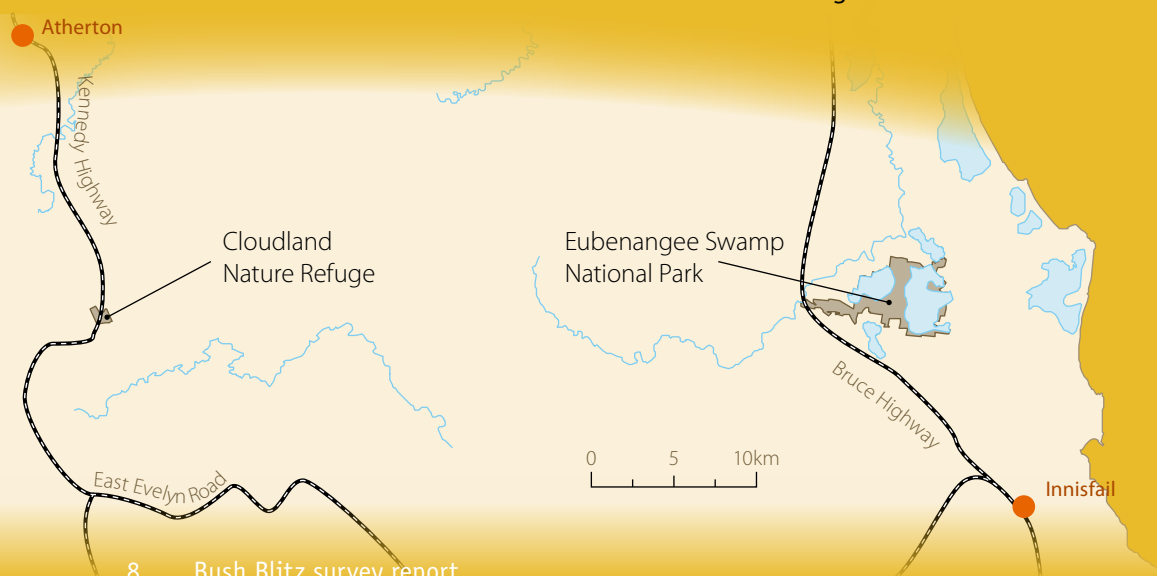 Atherton
Kennedy Highway
Cloudland
Nature Refuge
Eubenangee Swamp
National Park
Bruce Highway
0 5 10km
East Evelyn Road
Innisfail
8 Bush Blitz survey report